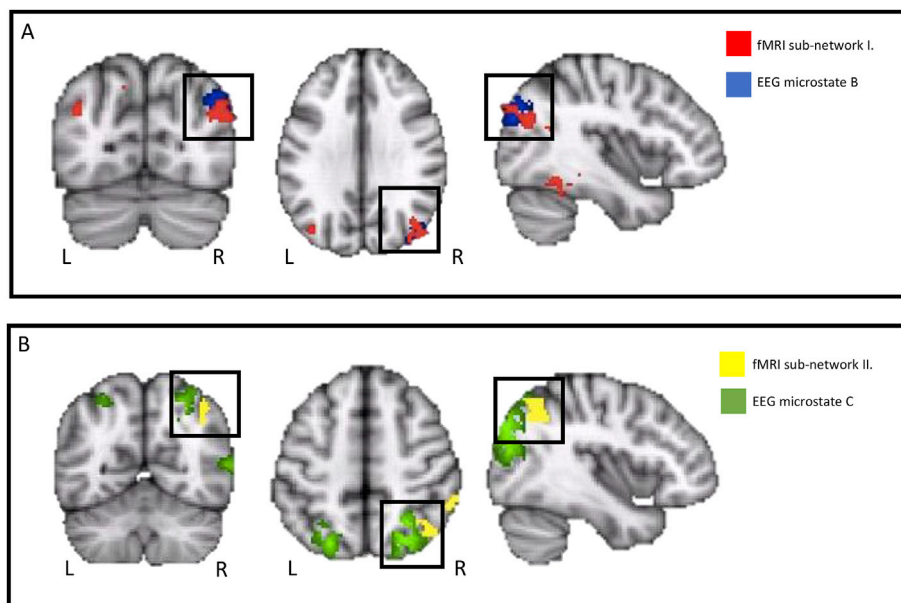 A
fMRI sub-network I.
EEG microstate B
L
R
L
R
B
fMRI sub-network II.
EEG microstate C
L
R
L
R